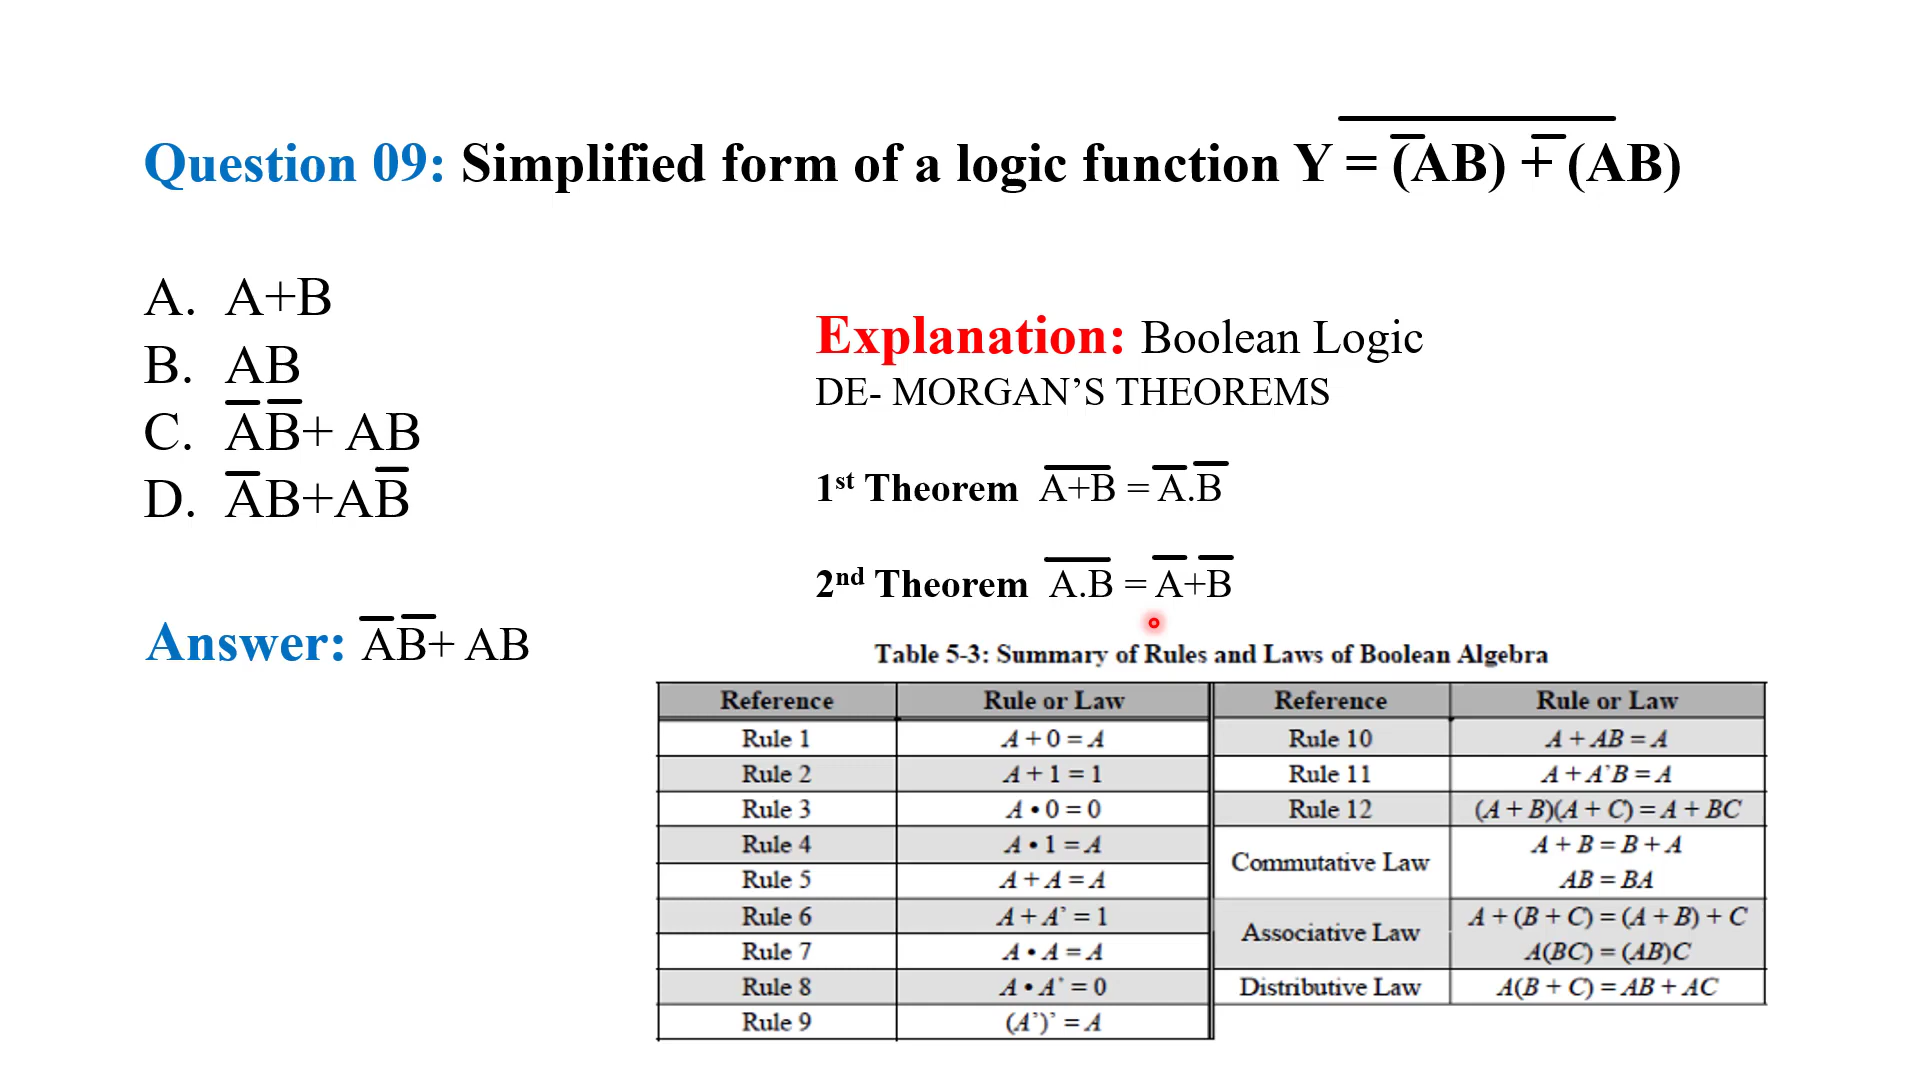 Question 09: Simplified form of a logic function Y = (A̅B) + (AB̅)
A. A+B
B. AB
C. A̅B̅+ AB
D. A̅B+AB̅
Answer: A̅B̅+ AB
Explanation: Boolean Logic
DE- MORGAN’S THEOREMS
1st Theorem A̅+̅B̅ = A̅.B̅
2nd Theorem A̅.̅B̅ = A̅+B̅
Table 5-3: Summary of Rules and Laws of Boolean Algebra
Reference Rule or Law Reference Rule or Law
Rule 1 A + 0 = A Rule 10 A + AB = A
Rule 2 A + 1 = 1 Rule 11 A + A’B = A
Rule 3 A • 0 = 0 Rule 12 (A + B)(A + C) = A + BC
Rule 4 A • 1 = A Commutative Law A + B = B + A
Rule 5 A + A = A AB = BA
Rule 6 A + A’ = 1 Associative Law A + (B + C) = (A + B) + C
Rule 7 A • A = A A(BC) = (AB)C
Rule 8 A • A’ = 0 Distributive Law A(B + C) = AB + AC
Rule 9 (A’)’ = A